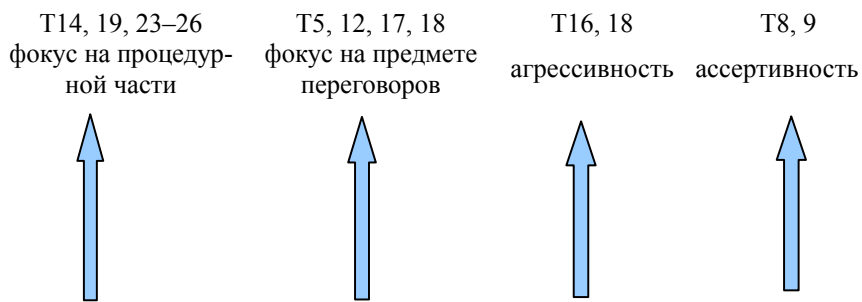 Т14, 19, 23–26
фокус на процедур-
ной части
Т5, 12, 17, 18
фокус на предмете
переговоров
Т16, 18
агрессивность
Т8, 9
ассертивность